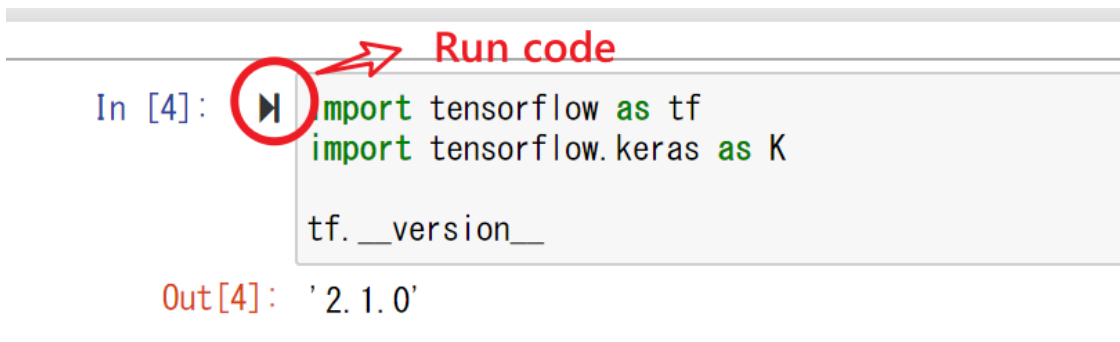 Run code
In [4]: import tensorflow as tf
import tensorflow.keras as K
tf.__version__
Out[4]: '2.1.0'